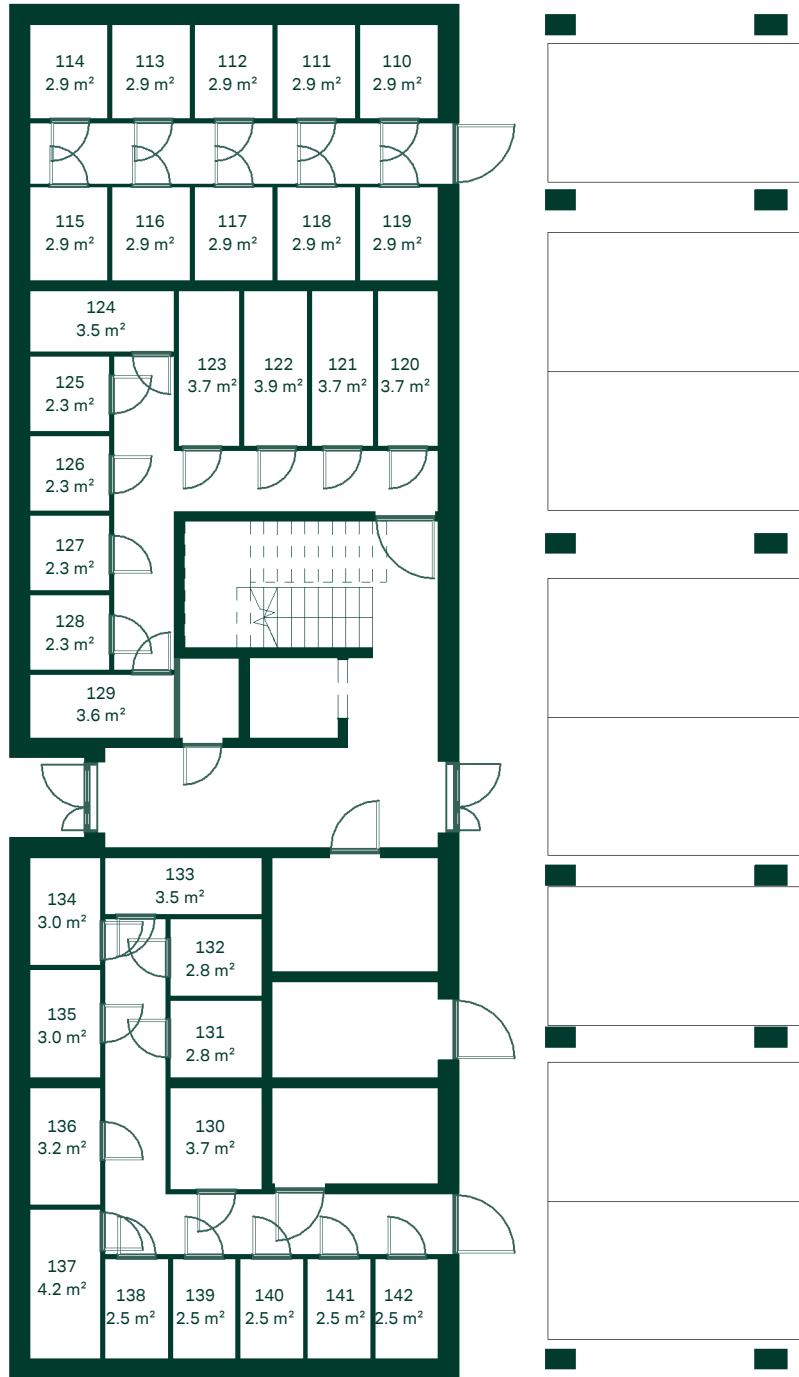 114
2.9 m²
113
2.9 m²
112
2.9 m²
111
2.9 m²
110
2.9 m²
115
2.9 m²
116
2.9 m²
117
2.9 m²
118
2.9 m²
119
2.9 m²
124
3.5 m²
123
3.7 m²
122
3.9 m²
121
3.7 m²
120
3.7 m²
125
2.3 m²
126
2.3 m²
127
2.3 m²
128
2.3 m²
129
3.6 m²
133
3.5 m²
134
3.0 m²
132
2.8 m²
135
3.0 m²
131
2.8 m²
136
3.2 m²
130
3.7 m²
137
4.2 m²
138
2.5 m²
139
2.5 m²
140
2.5 m²
141
2.5 m²
142
2.5 m²